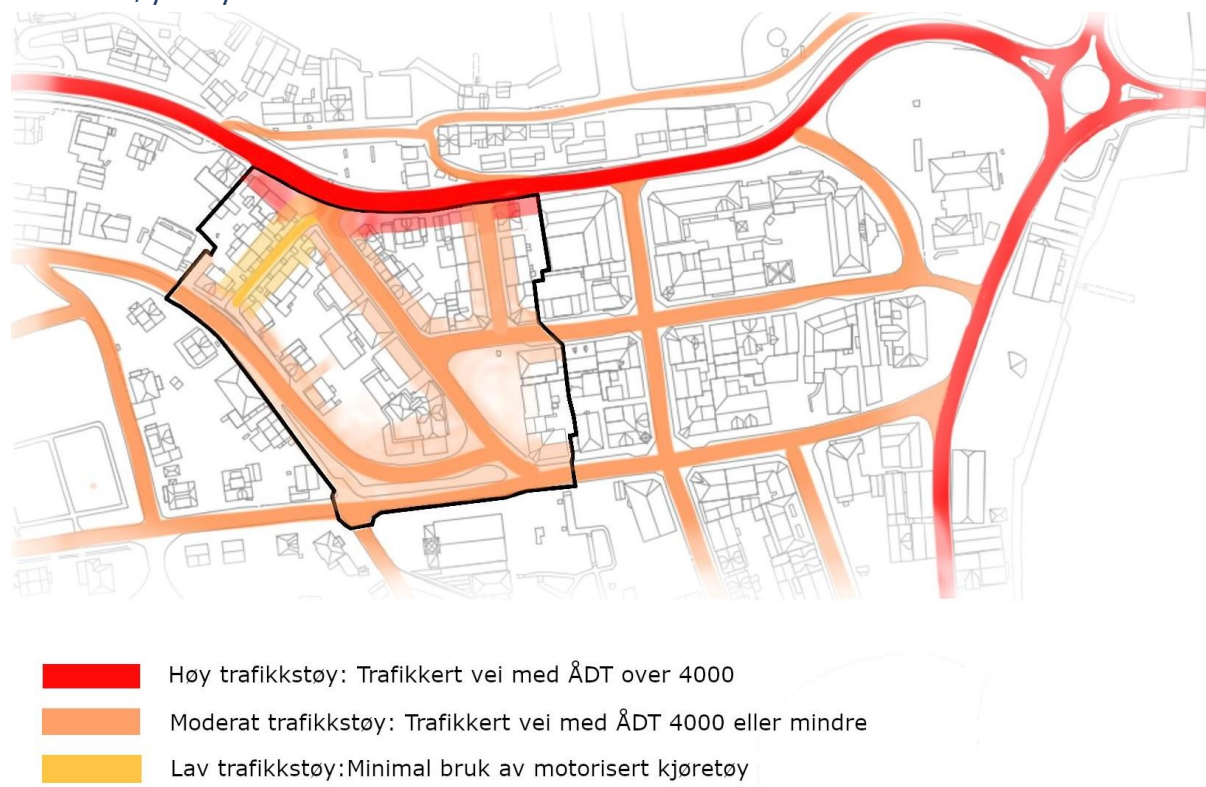 Høy trafikkstøy: Trafikkert vei med ÅDT over 4000
Moderat trafikkstøy: Trafikkert vei med ÅDT 4000 eller mindre
Lav trafikkstøy:Minimal bruk av motorisert kjøretøy